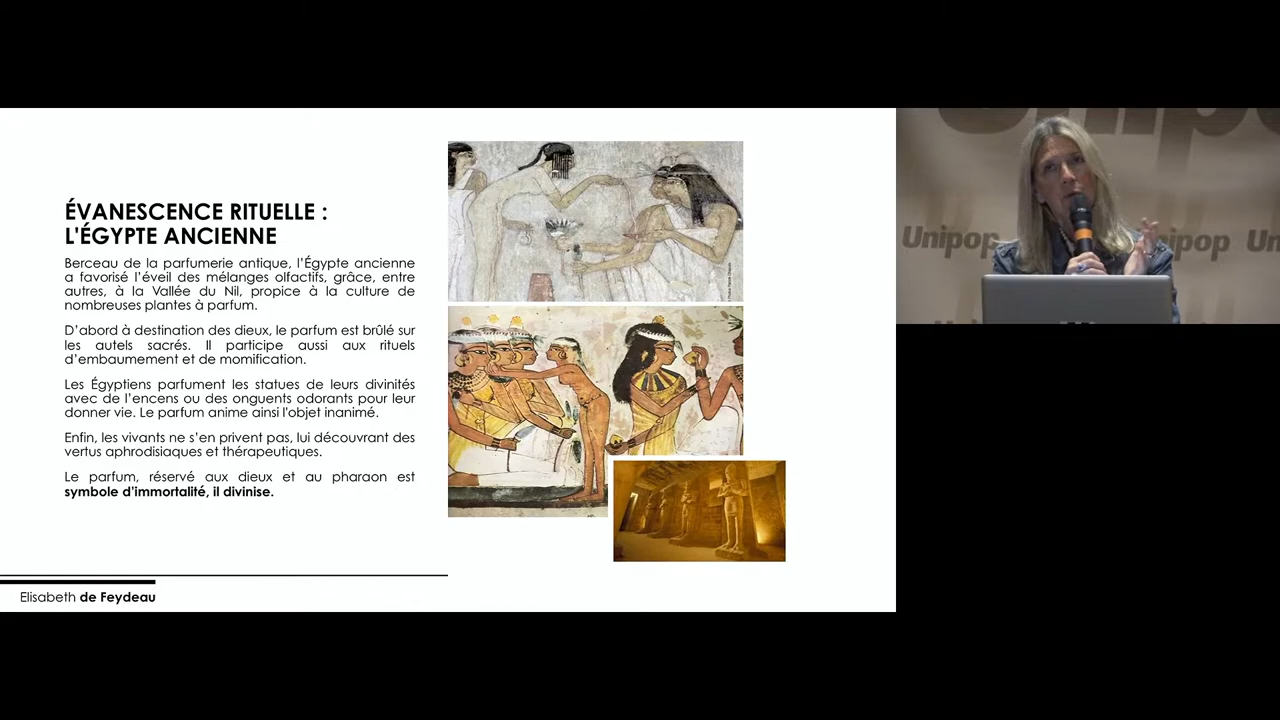 ÉVANESCENCE RITUELLE :
L'ÉGYPTE ANCIENNE
Berceau de la parfumerie antique, l'Égypte ancienne
a favorisé l'éveil des mélanges olfactifs, grâce, entre
autres, à la Vallée du Nil, propice à la culture de
nombreuses plantes à parfum.
D'abord à destination des dieux, le parfum est brûlé sur
les autels sacrés. Il participe aussi aux rituels
d'embaumement et de momification.
Les Égyptiens parfument les statues de leurs divinités
avec de l'encens ou des onguents odorants pour leur
donner vie. Le parfum anime ainsi l'objet inanimé.
Enfin, les vivants ne s'en privent pas, lui découvrant des
vertus aphrodisiaques et thérapeutiques.
Le parfum, réservé aux dieux et au pharaon est
symbole d'immortalité, il divinise.
Elisabeth de Feydeau
Unipop
Unipop